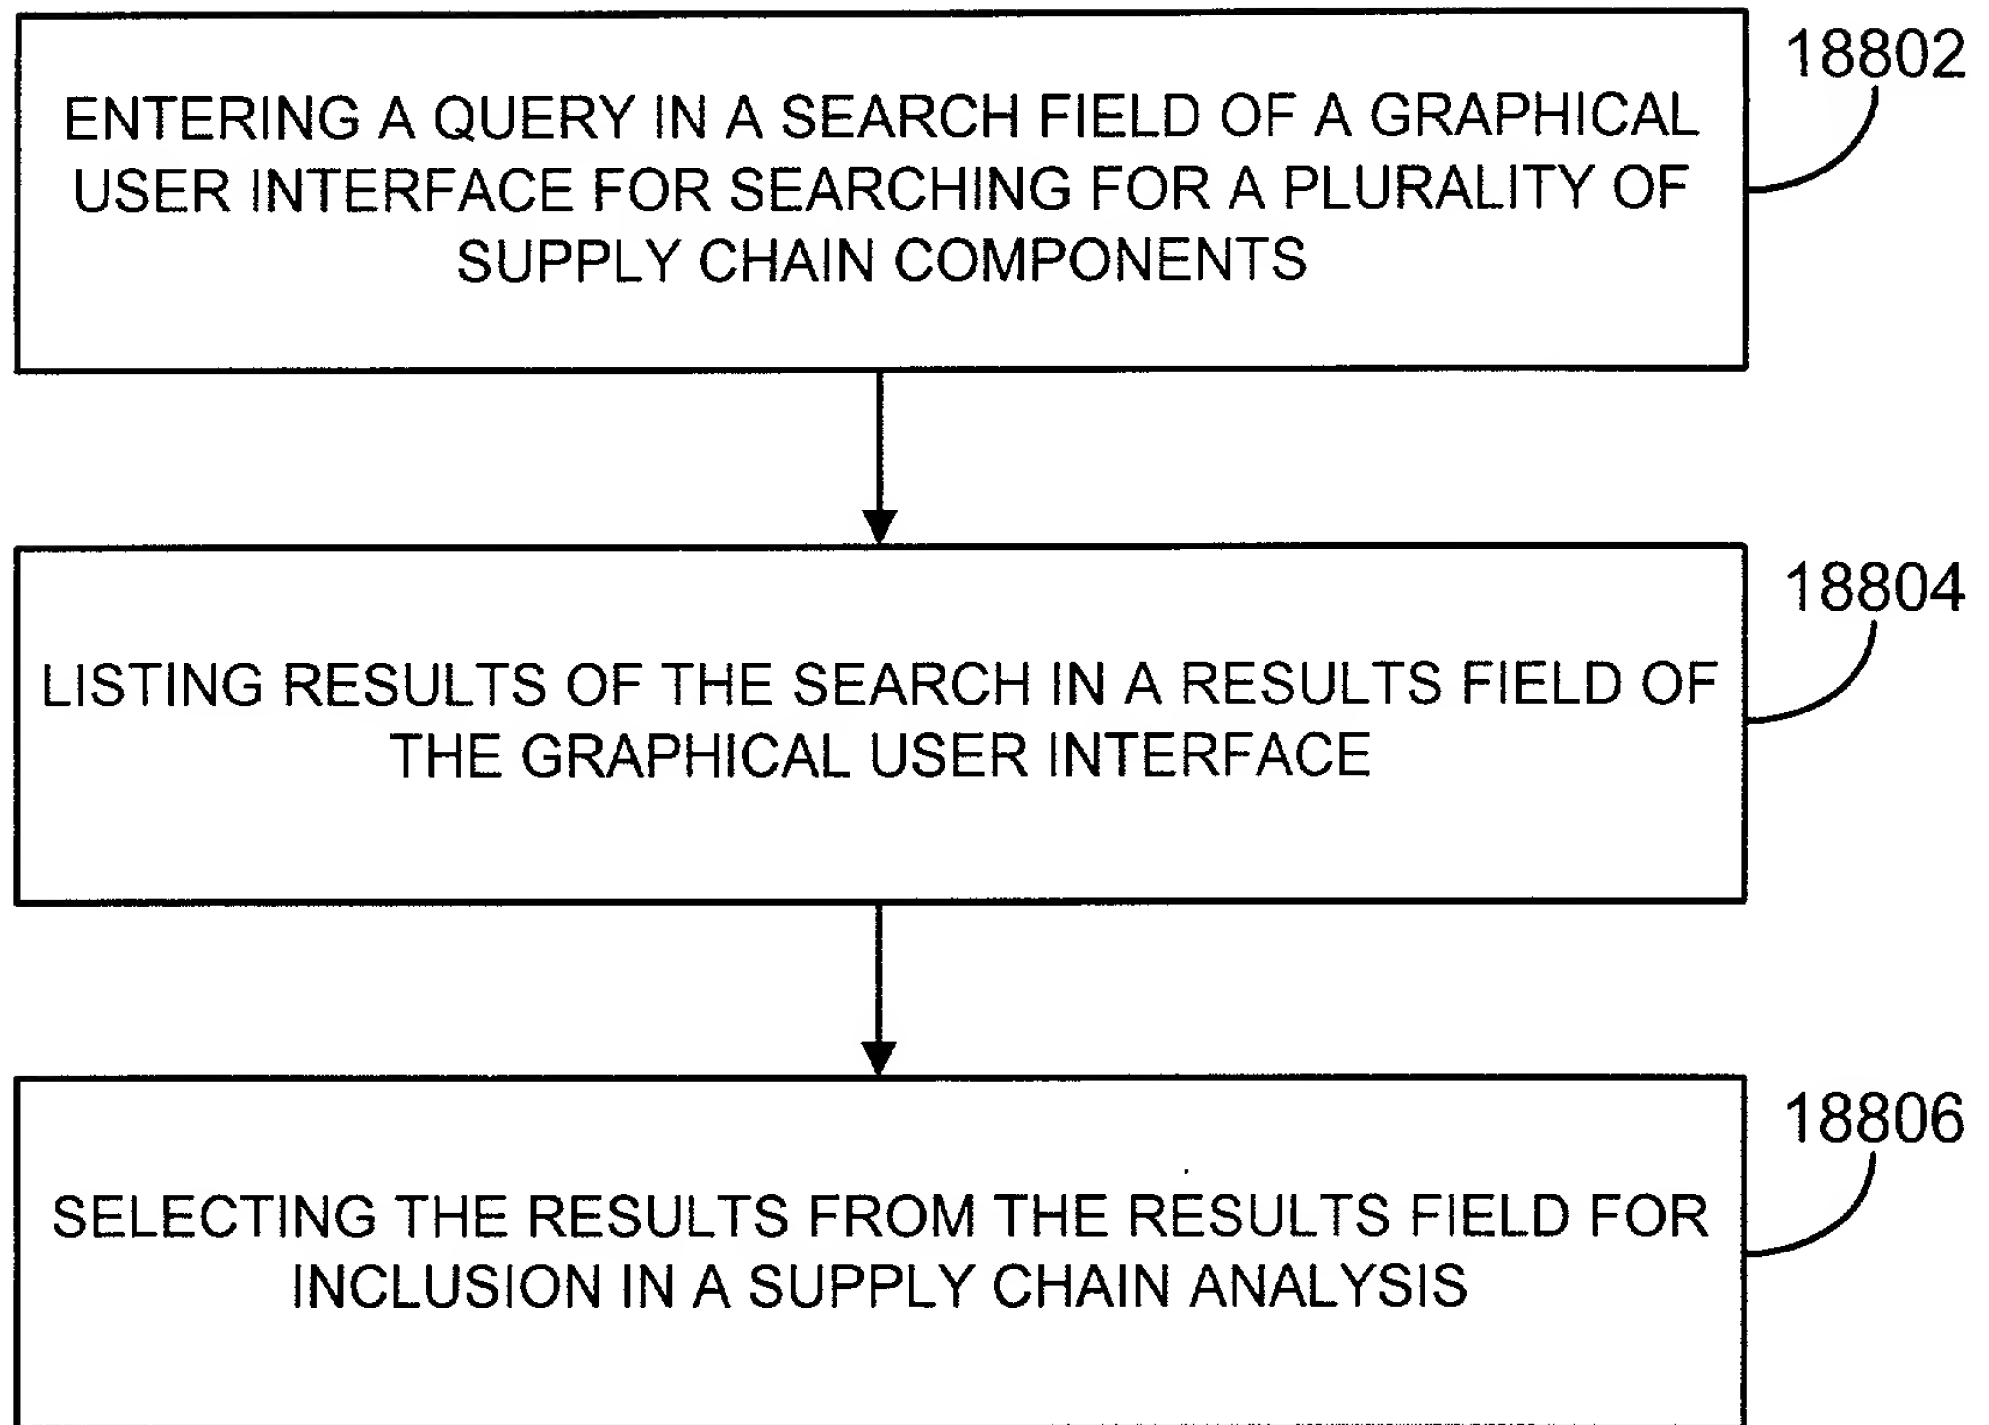 18802
ENTERING A QUERY IN A SEARCH FIELD OF A GRAPHICAL
USER INTERFACE FOR SEARCHING FOR A PLURALITY OF
SUPPLY CHAIN COMPONENTS
18804
LISTING RESULTS OF THE SEARCH IN A RESULTS FIELD OF
THE GRAPHICAL USER INTERFACE
18806
SELECTING THE RESULTS FROM THE RESULTS FIELD FOR
INCLUSION IN A SUPPLY CHAIN ANALYSIS